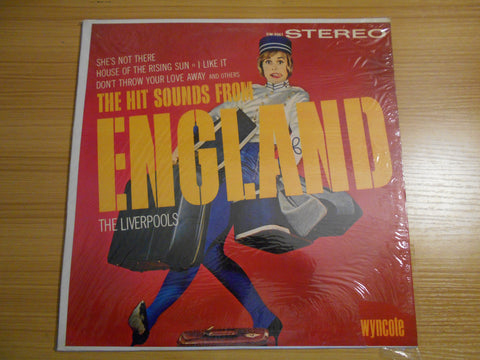 STEREO
SHE'S NOT THERE
HOUSE OF THE RISING SUN • I LIKE IT
DON'T THROW YOUR LOVE AWAY AND OTHERS
THE HIT SOUNDS FROM
ENGLAND
THE LIVERPOOLS
wyncote